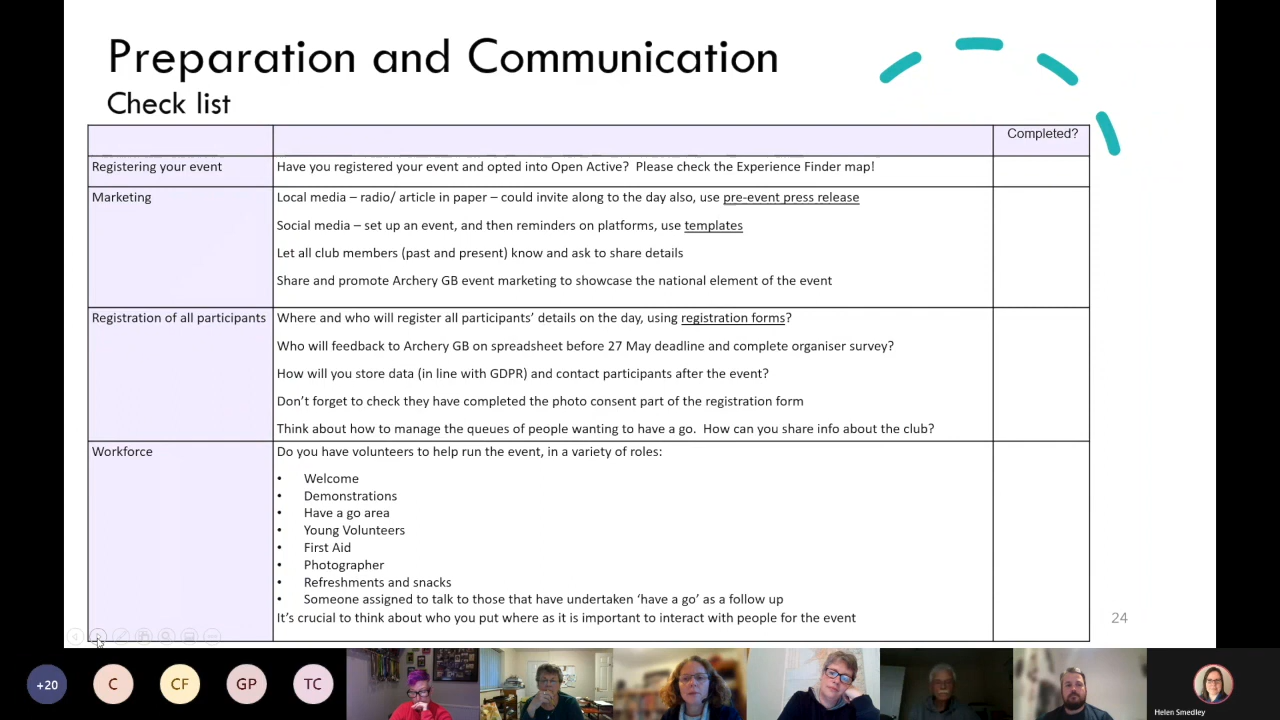 Preparation and Communication
Check list
Completed?
Registering your event
Have you registered your event and opted into Open Active?  Please check the Experience Finder map!
Marketing
Local media – radio/ article in paper – could invite along to the day also, use pre-event press release
Social media – set up an event, and then reminders on platforms, use templates
Let all club members (past and present) know and ask to share details
Share and promote Archery GB event marketing to showcase the national element of the event
Registration of all participants
Where and who will register all participants’ details on the day, using registration forms?
Who will feedback to Archery GB on spreadsheet before 27 May deadline and complete organiser survey?
How will you store data (in line with GDPR) and contact participants after the event?
Don’t forget to check they have completed the photo consent part of the registration form
Think about how to manage the queues of people wanting to have a go.  How can you share info about the club?
Workforce
Do you have volunteers to help run the event, in a variety of roles:
• Welcome
• Demonstrations
• Have a go area
• Young Volunteers
• First Aid
• Photographer
• Refreshments and snacks
• Someone assigned to talk to those that have undertaken ‘have a go’ as a follow up
It’s crucial to think about who you put where as it is important to interact with people for the event
24
+20
C
CF
GP
TC
Helen Smedley